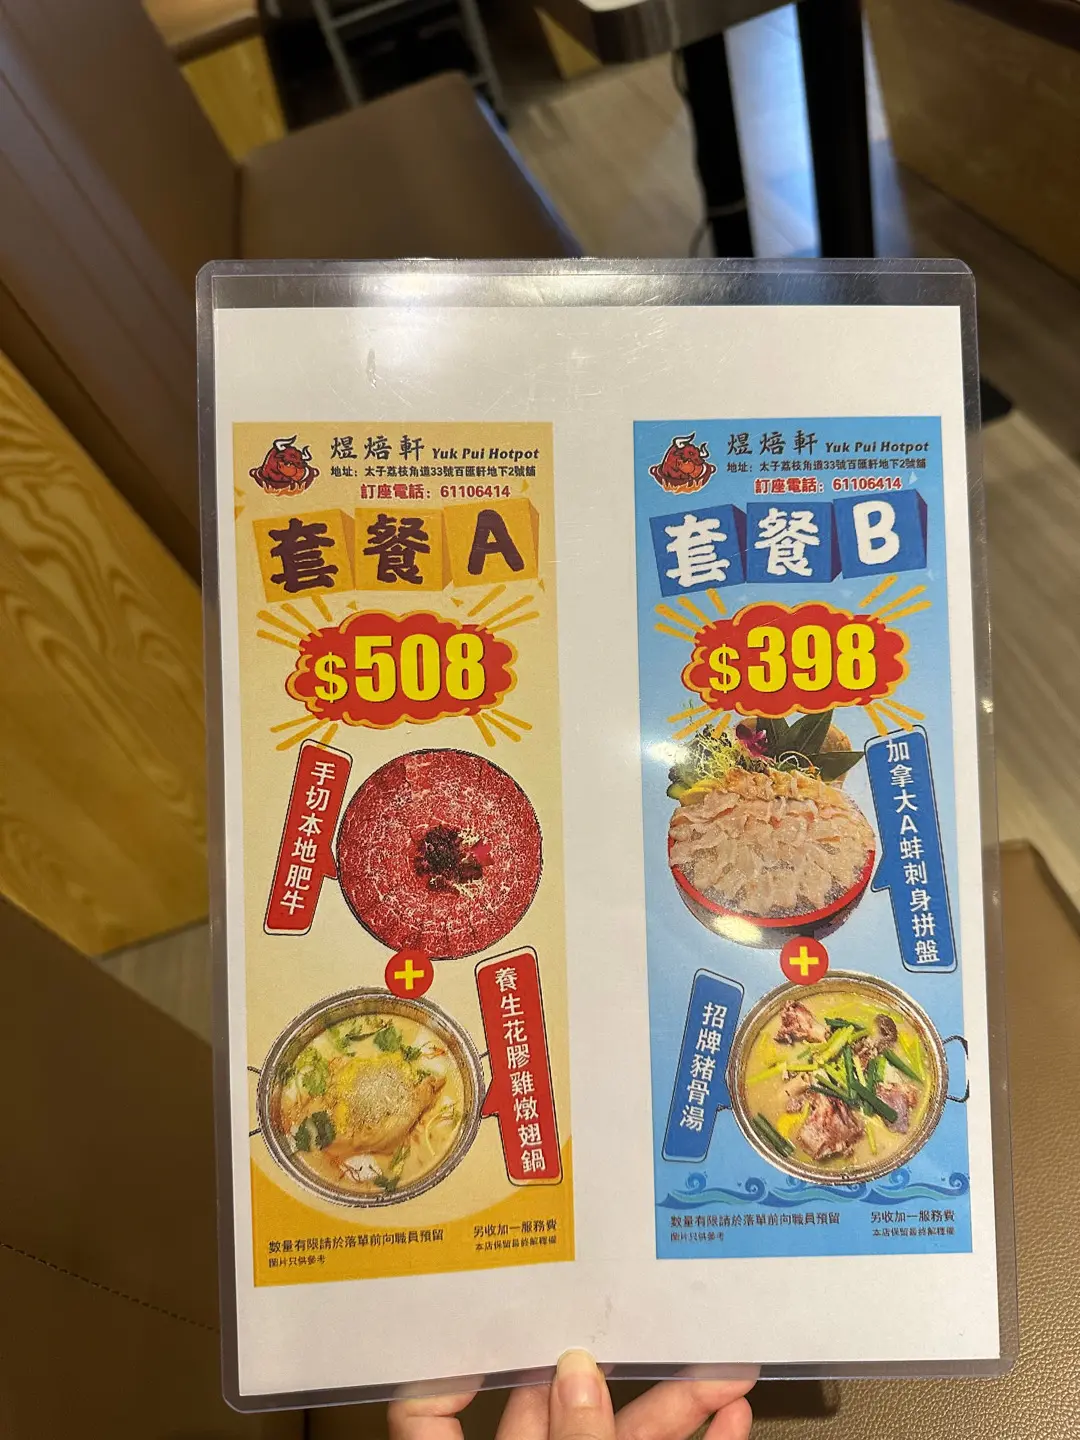 煜焙軒 Yuk Pui Hotpot
地址：太子荔枝角道33號百匯軒地下2號舖
訂座電話：61106414
套餐A
$508
手切本地肥牛
+
養生花膠雞燉翅鍋
數量有限請於落單前向職員預留
圖片只供參考
另收加一服務費
本店保留最終解釋權
煜焙軒 Yuk Pui Hotpot
地址：太子荔枝角道33號百匯軒地下2號舖
訂座電話：61106414
套餐B
$398
加拿大A蚌刺身拼盤
+
招牌豬骨湯
數量有限請於落單前向職員預留
圖片只供參考
另收加一服務費
本店保留最終解釋權